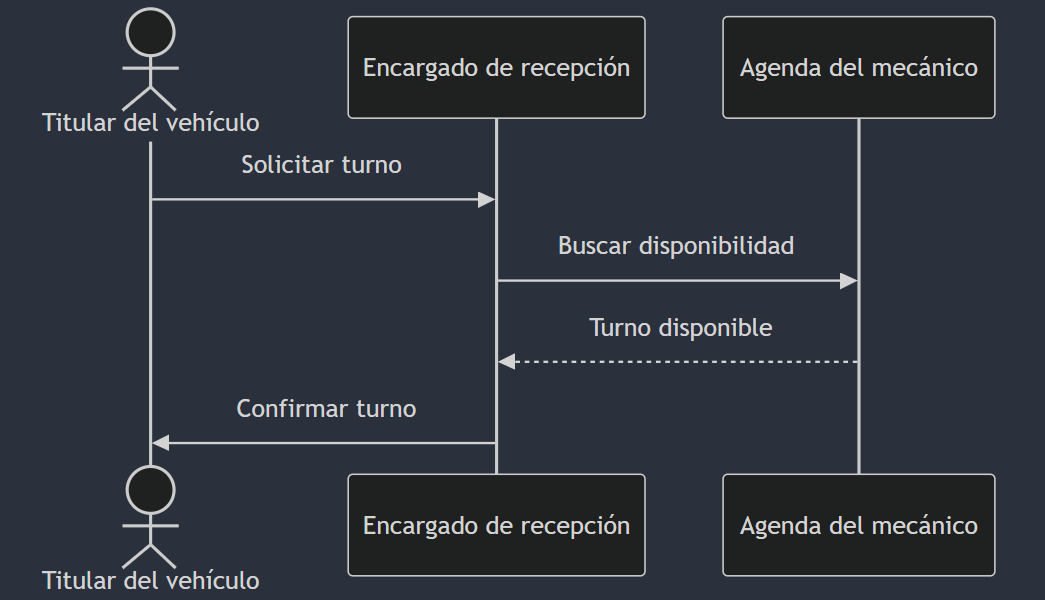 Encargado de recepción
Agenda del mecánico
Titular del vehículo
Solicitar turno
Buscar disponibilidad
Turno disponible
Confirmar turno
Encargado de recepción
Agenda del mecánico
Titular del vehículo